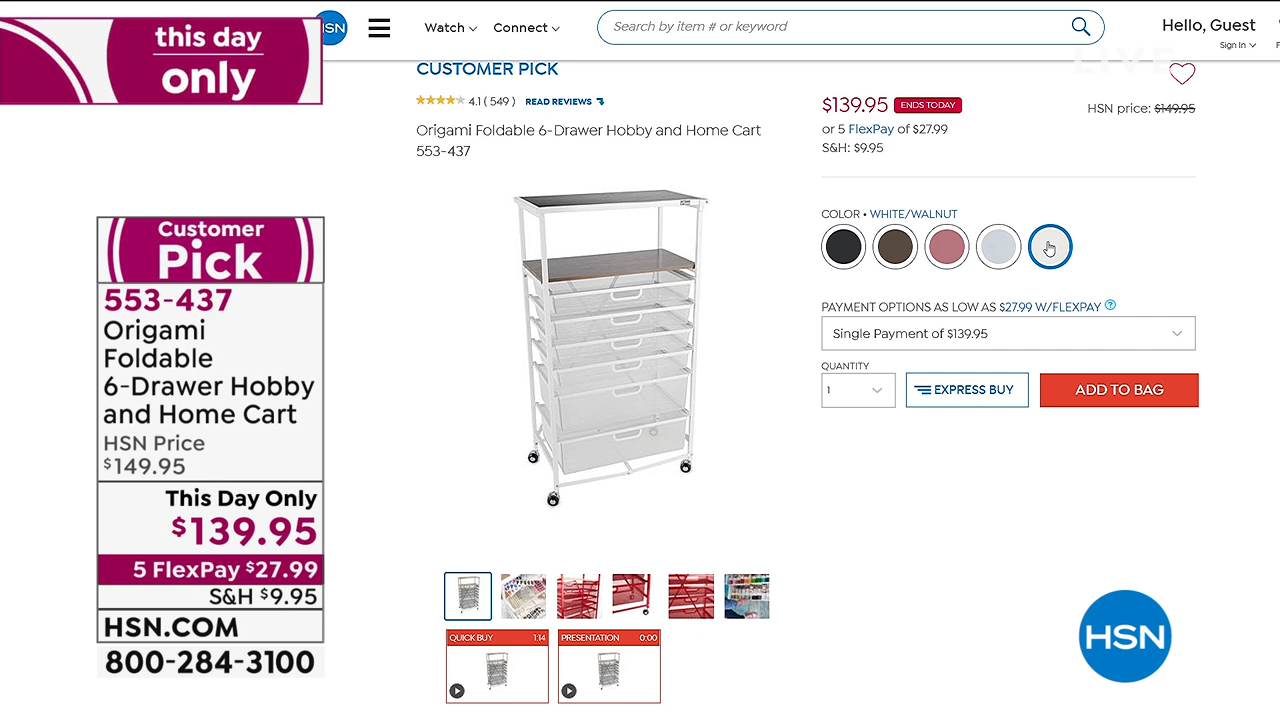 this day
only
HSN
Watch
Connect
Search by item # or keyword
Hello, Guest
Sign In
LIVE
CUSTOMER PICK
4.1 ( 549 ) READ REVIEWS
Origami Foldable 6-Drawer Hobby and Home Cart
553-437
$139.95 ENDS TODAY
HSN price: $149.95
or 5 FlexPay of $27.99
S&H: $9.95
COLOR • WHITE/WALNUT
PAYMENT OPTIONS AS LOW AS $27.99 W/FLEXPAY ?
Single Payment of $139.95
QUANTITY
1
EXPRESS BUY
ADD TO BAG
Customer
Pick
553-437
Origami
Foldable
6-Drawer Hobby
and Home Cart
HSN Price
$149.95
This Day Only
$139.95
5 FlexPay $27.99
S&H $9.95
HSN.COM
800-284-3100
QUICK BUY 1:14
PRESENTATION 0:00
HSN